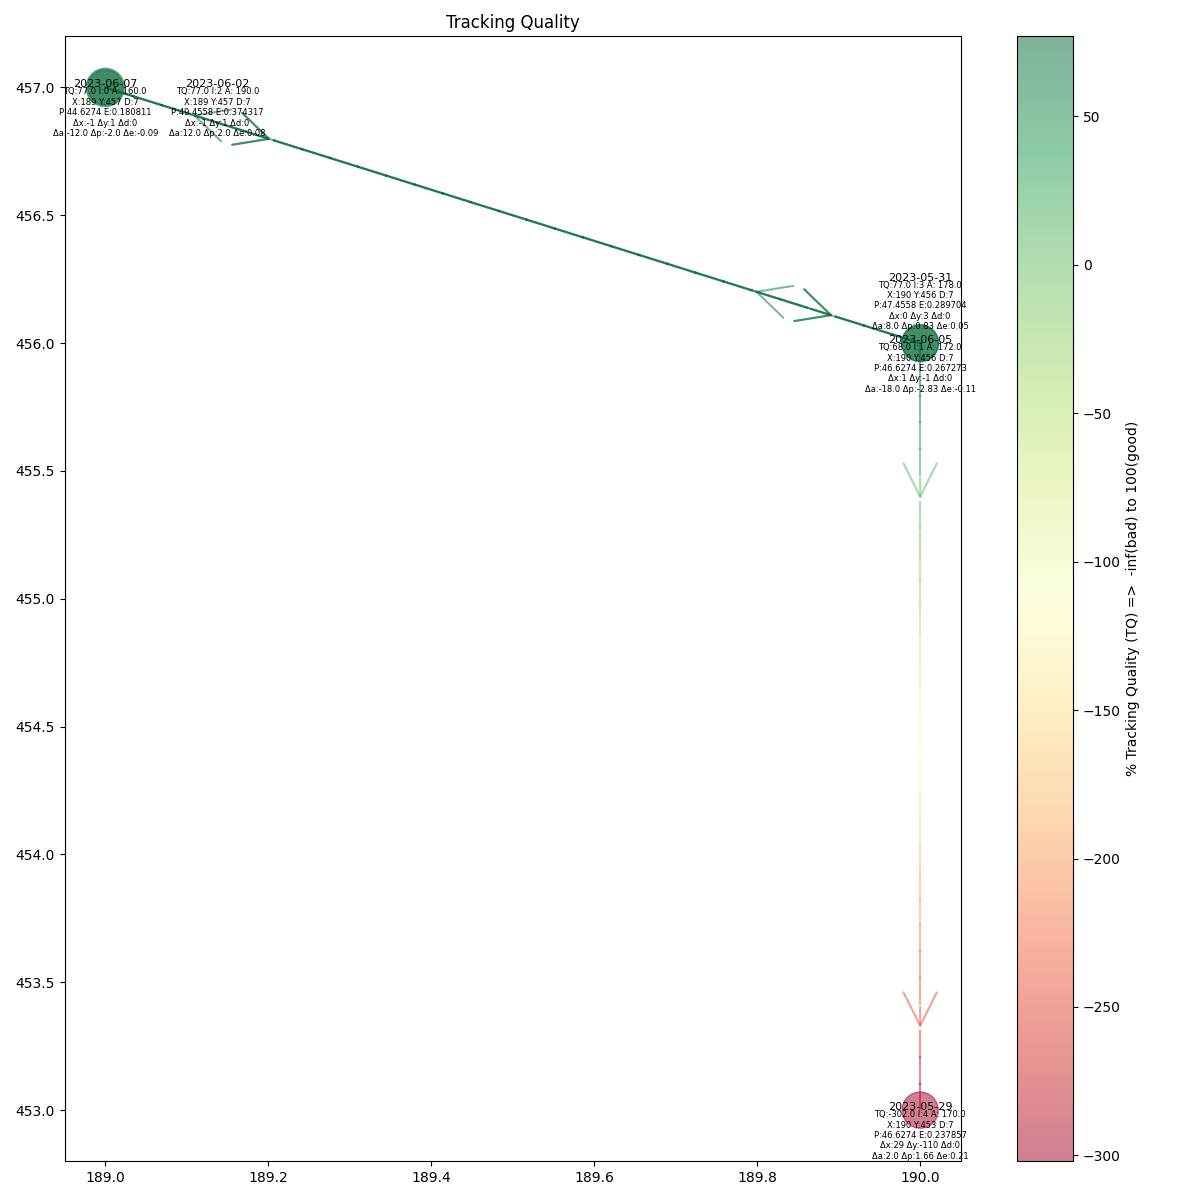 Tracking Quality
457.0
456.5
456.0
455.5
455.0
454.5
454.0
453.5
453.0
2023-06-07
TQ:77.0 I:0 A: 160.0
X:189 Y:457 D:7
P:44.6274 E:0.180811
Δx:-1 Δy:1 Δd:0
Δa:-12.0 Δp:-2.0 Δe:-0.09
2023-06-02
TQ:77.0 I:2 A: 190.0
X:189 Y:457 D:7
P:49.4558 E:0.374317
Δx:-1 Δy:1 Δd:0
Δa:12.0 Δp:2.0 Δe:0.08
2023-05-31
TQ:77.0 I:3 A: 178.0
X:190 Y:456 D:7
P:47.4558 E:0.289704
Δx:0 Δy:3 Δd:0
Δa:8.0 Δp:0.83 Δe:0.05
2023-06-05
TQ:68.0 I:1 A: 172.0
X:190 Y:456 D:7
P:46.6274 E:0.267273
Δx:1 Δy:-1 Δd:0
Δa:-18.0 Δp:-2.83 Δe:-0.11
2023-05-29
TQ:-302.0 I:4 A: 170.0
X:190 Y:453 D:7
P:46.6274 E:0.237857
Δx:29 Δy:-110 Δd:0
Δa:2.0 Δp:1.66 Δe:0.21
189.0 189.2 189.4 189.6 189.8 190.0
50
0
−50
−100
−150
−200
−250
−300
% Tracking Quality (TQ) => -inf(bad) to 100(good)